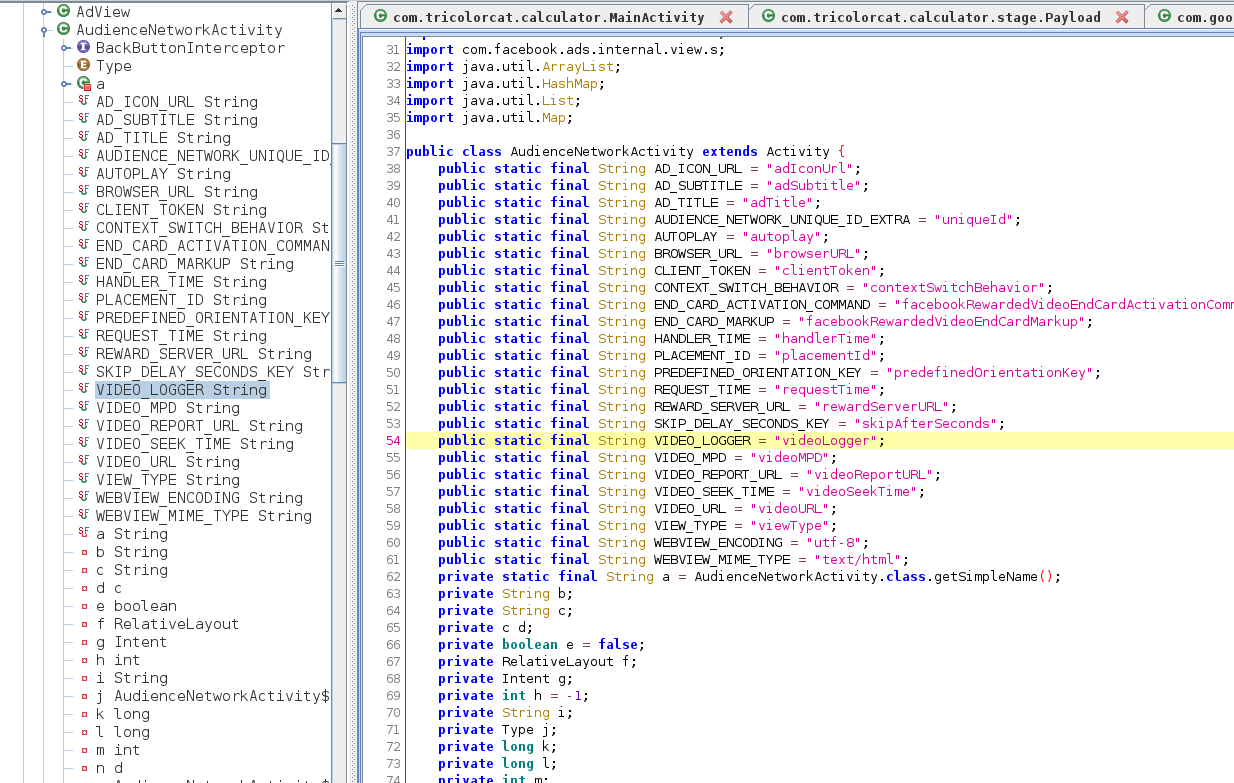 AdView
AudienceNetworkActivity
BackButtonInterceptor
Type
a
AD_ICON_URL String
AD_SUBTITLE String
AD_TITLE String
AUDIENCE_NETWORK_UNIQUE_ID
AUTOPLAY String
BROWSER_URL String
CLIENT_TOKEN String
CONTEXT_SWITCH_BEHAVIOR St
END_CARD_ACTIVATION_COMMAN
END_CARD_MARKUP String
HANDLER_TIME String
PLACEMENT_ID String
PREDEFINED_ORIENTATION_KEY
REQUEST_TIME String
REWARD_SERVER_URL String
SKIP_DELAY_SECONDS_KEY Str
VIDEO_LOGGER String
VIDEO_MPD String
VIDEO_REPORT_URL String
VIDEO_SEEK_TIME String
VIDEO_URL String
VIEW_TYPE String
WEBVIEW_ENCODING String
WEBVIEW_MIME_TYPE String
a String
b String
c String
d c
e boolean
f RelativeLayout
g Intent
h int
i String
j AudienceNetworkActivity$
k long
l long
m int
n d
com.tricolorcat.calculator.MainActivity
com.tricolorcat.calculator.stage.Payload
com.goo
31 import com.facebook.ads.internal.view.s;
32 import java.util.ArrayList;
33 import java.util.HashMap;
34 import java.util.List;
35 import java.util.Map;
36
37 public class AudienceNetworkActivity extends Activity {
38 public static final String AD_ICON_URL = "adIconUrl";
39 public static final String AD_SUBTITLE = "adSubtitle";
40 public static final String AD_TITLE = "adTitle";
41 public static final String AUDIENCE_NETWORK_UNIQUE_ID_EXTRA = "uniqueId";
42 public static final String AUTOPLAY = "autoplay";
43 public static final String BROWSER_URL = "browserURL";
44 public static final String CLIENT_TOKEN = "clientToken";
45 public static final String CONTEXT_SWITCH_BEHAVIOR = "contextSwitchBehavior";
46 public static final String END_CARD_ACTIVATION_COMMAND = "facebookRewardedVideoEndCardActivationCom
47 public static final String END_CARD_MARKUP = "facebookRewardedVideoEndCardMarkup";
48 public static final String HANDLER_TIME = "handlerTime";
49 public static final String PLACEMENT_ID = "placementId";
50 public static final String PREDEFINED_ORIENTATION_KEY = "predefinedOrientationKey";
51 public static final String REQUEST_TIME = "requestTime";
52 public static final String REWARD_SERVER_URL = "rewardServerURL";
53 public static final String SKIP_DELAY_SECONDS_KEY = "skipAfterSeconds";
54 public static final String VIDEO_LOGGER = "videoLogger";
55 public static final String VIDEO_MPD = "videoMPD";
56 public static final String VIDEO_REPORT_URL = "videoReportURL";
57 public static final String VIDEO_SEEK_TIME = "videoSeekTime";
58 public static final String VIDEO_URL = "videoURL";
59 public static final String VIEW_TYPE = "viewType";
60 public static final String WEBVIEW_ENCODING = "utf-8";
61 public static final String WEBVIEW_MIME_TYPE = "text/html";
62 private static final String a = AudienceNetworkActivity.class.getSimpleName();
63 private String b;
64 private String c;
65 private c d;
66 private boolean e = false;
67 private RelativeLayout f;
68 private Intent g;
69 private int h = -1;
70 private String i;
71 private Type j;
72 private long k;
73 private long l;
74 private int m;